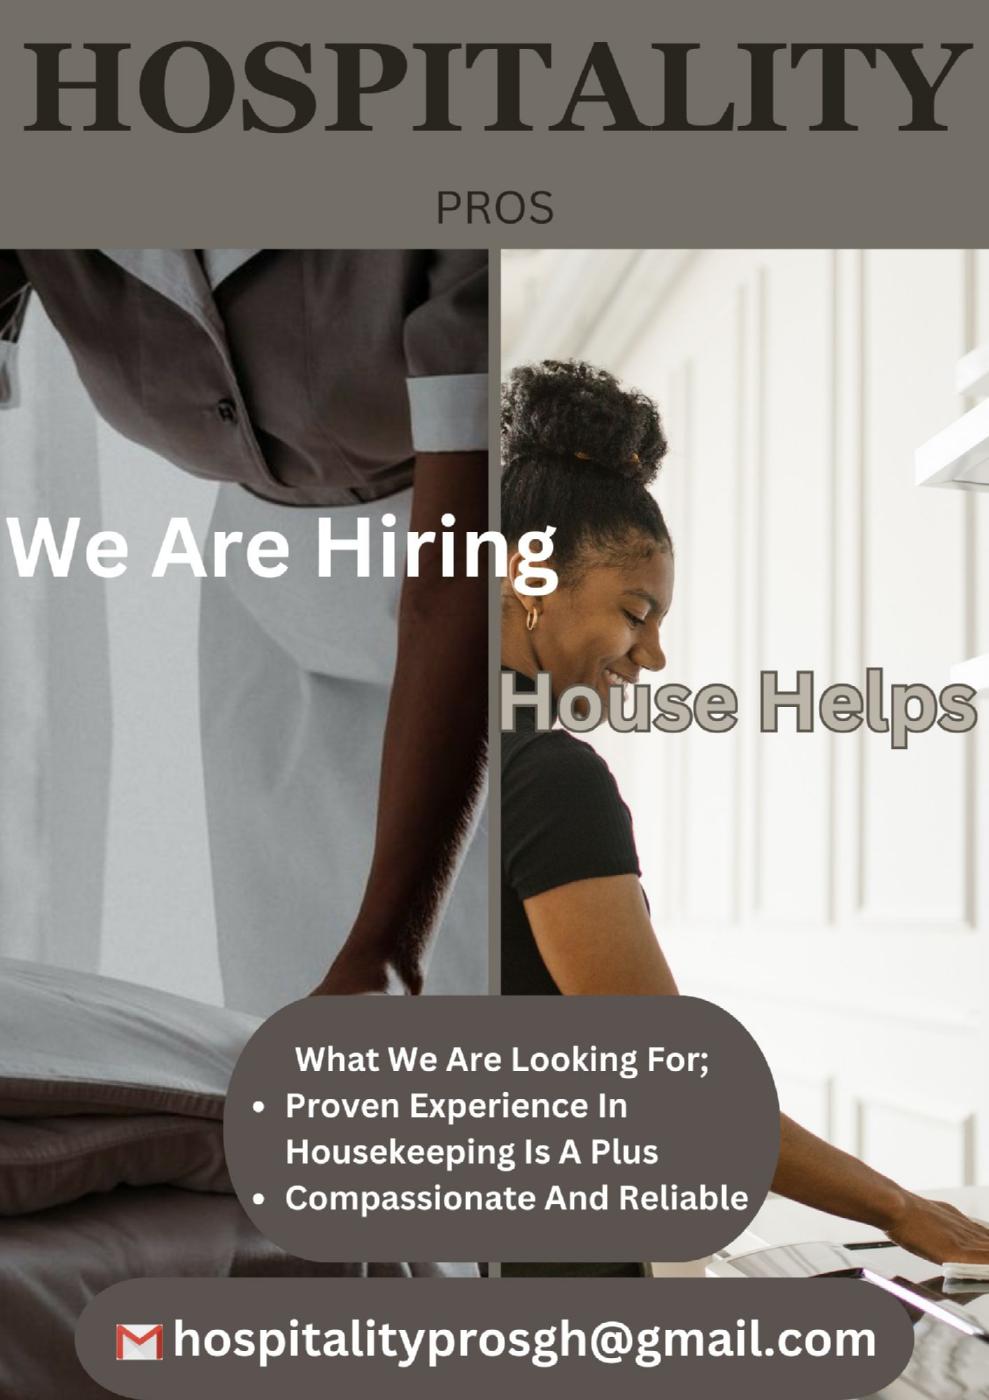 HOSPITALITY
PROS
We Are Hiring
House Helps
What We Are Looking For;
• Proven Experience In
Housekeeping Is A Plus
• Compassionate And Reliable
hospitalityprosgh@gmail.com